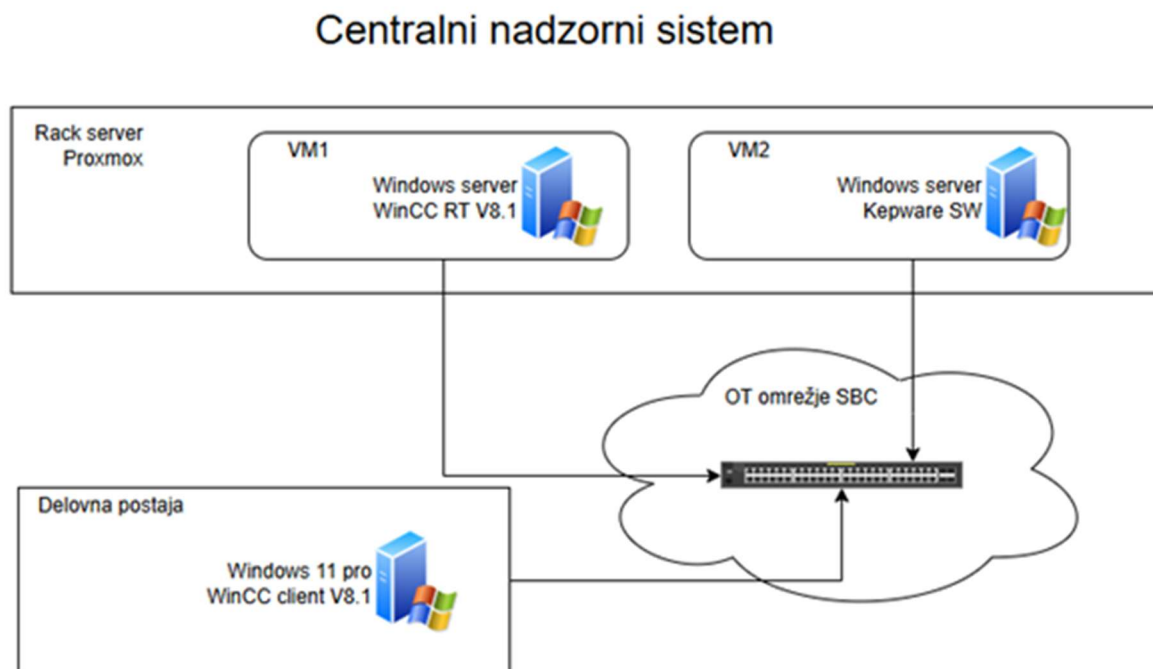 Centralni nadzorni sistem
Rack server
Proxmox
VM1
Windows server
WinCC RT V8.1
VM2
Windows server
Kepware SW
OT omrežje SBC
Delovna postaja
Windows 11 pro
WinCC client V8.1